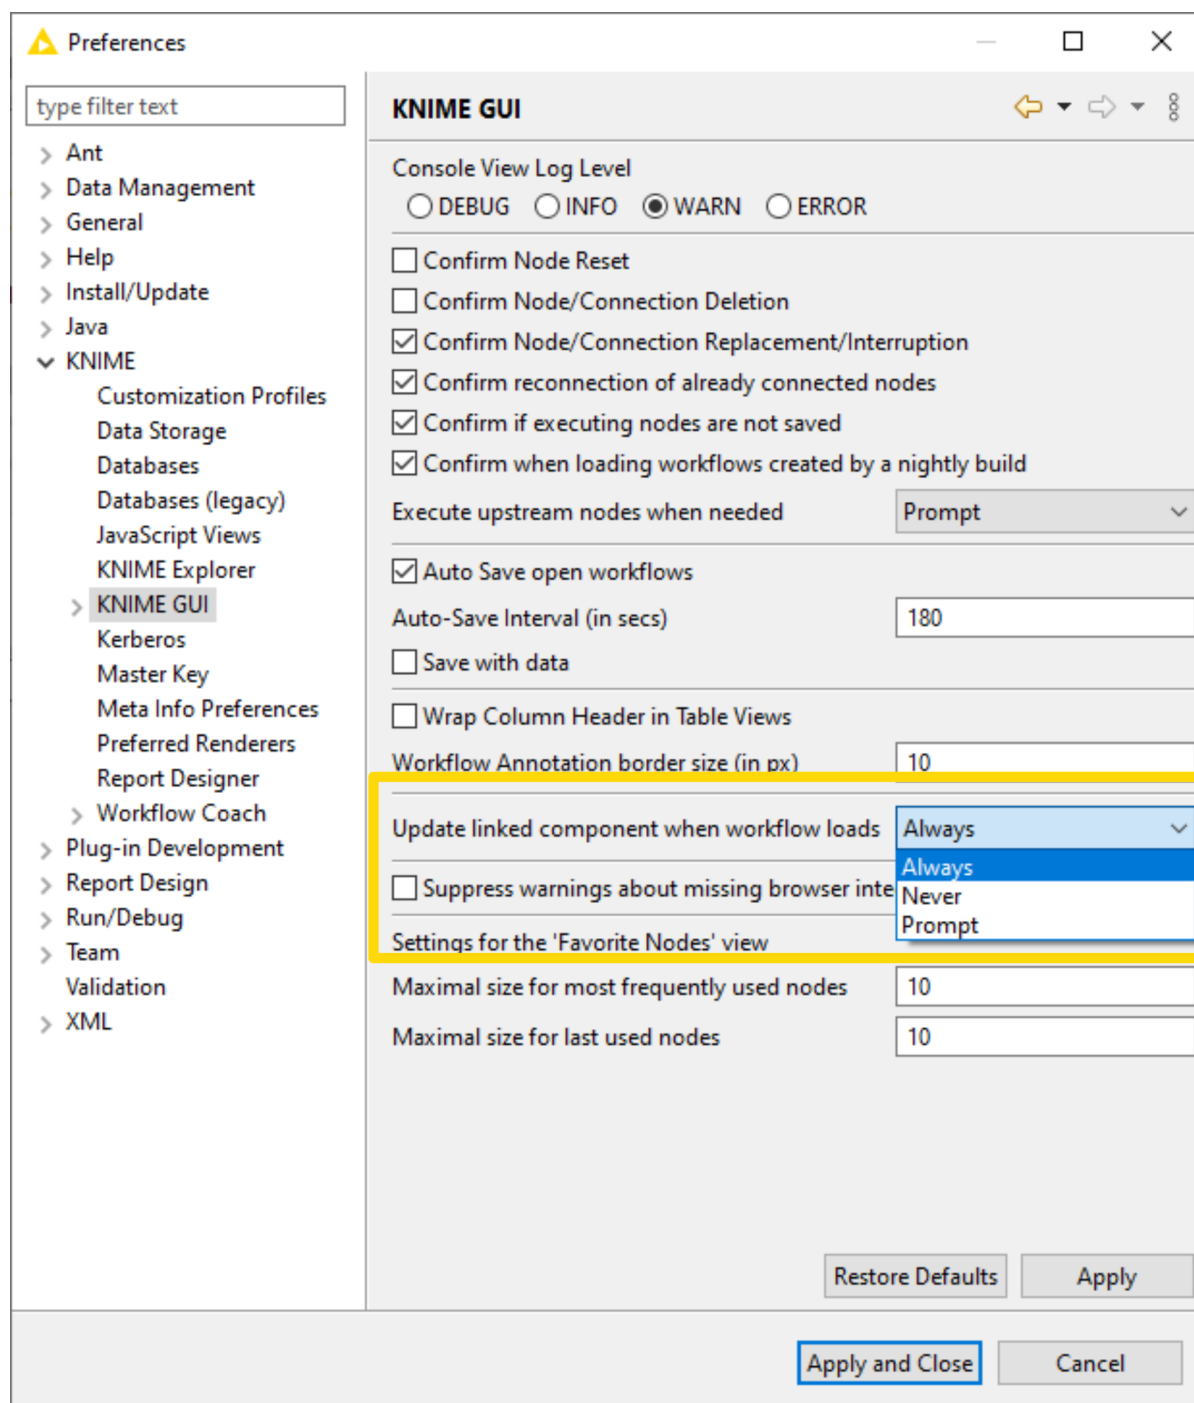 Preferences
type filter text
Ant
Data Management
General
Help
Install/Update
Java
KNIME
Customization Profiles
Data Storage
Databases
Databases (legacy)
JavaScript Views
KNIME Explorer
KNIME GUI
Kerberos
Master Key
Meta Info Preferences
Preferred Renderers
Report Designer
Workflow Coach
Plug-in Development
Report Design
Run/Debug
Team
Validation
XML
KNIME GUI
Console View Log Level
DEBUG INFO WARN ERROR
Confirm Node Reset
Confirm Node/Connection Deletion
Confirm Node/Connection Replacement/Interruption
Confirm reconnection of already connected nodes
Confirm if executing nodes are not saved
Confirm when loading workflows created by a nightly build
Execute upstream nodes when needed Prompt
Auto Save open workflows
Auto-Save Interval (in secs) 180
Save with data
Wrap Column Header in Table Views
Workflow Annotation border size (in px) 10
Update linked component when workflow loads Always
Always
Suppress warnings about missing browser inte
Never
Prompt
Settings for the 'Favorite Nodes' view
Maximal size for most frequently used nodes 10
Maximal size for last used nodes 10
Restore Defaults Apply
Apply and Close Cancel